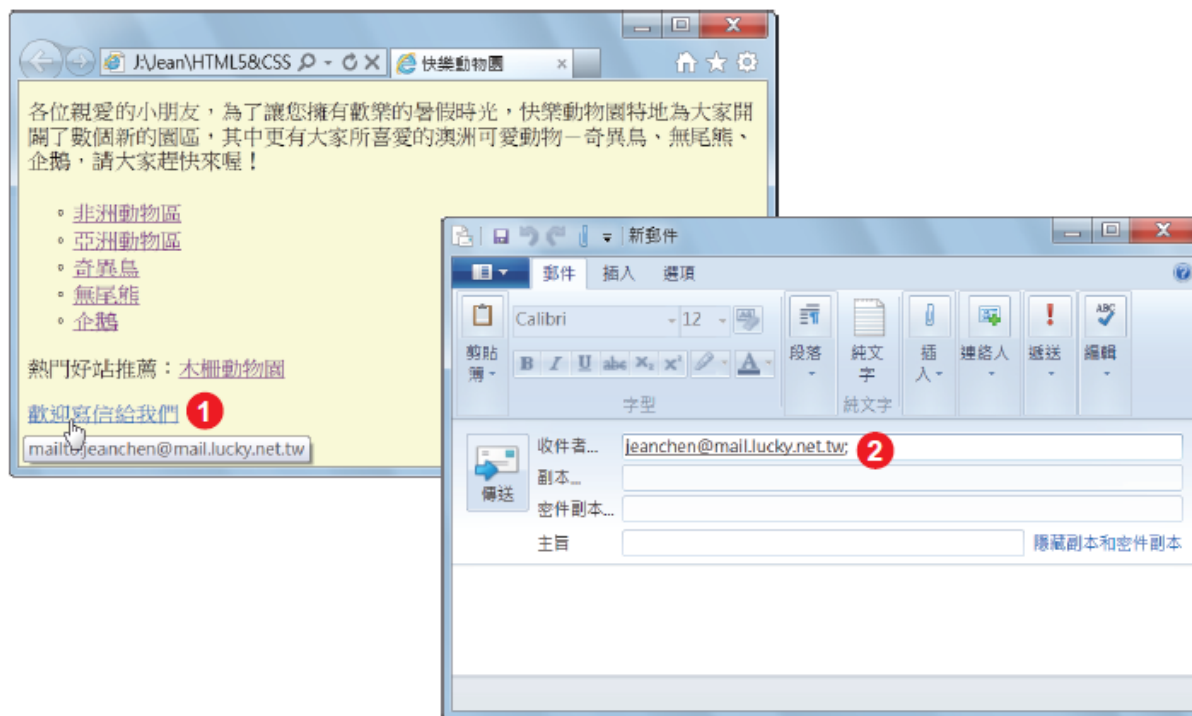 J:\Jean\HTML5&CSS
快樂動物園
各位親愛的小朋友，為了讓您擁有歡樂的暑假時光，快樂動物園特地為大家開
闢了數個新的園區，其中更有大家所喜愛的澳洲可愛動物－奇異鳥、無尾熊、
企鵝，請大家趕快來喔！
非洲動物區
亞洲動物區
奇異鳥
無尾熊
企鵝
熱門好站推薦：木柵動物園
歡迎寫信給我們 1
mailto:jeanchen@mail.lucky.net.tw
新郵件
郵件 插入 選項
Calibri 12
剪貼簿
B I U abc X₂ X² A
段落
純文字
插入
連絡人
遞送
ABC
編輯
字型
純文字
傳送
收件者... jeanchen@mail.lucky.net.tw; 2
副本...
密件副本...
主旨
隱藏副本和密件副本